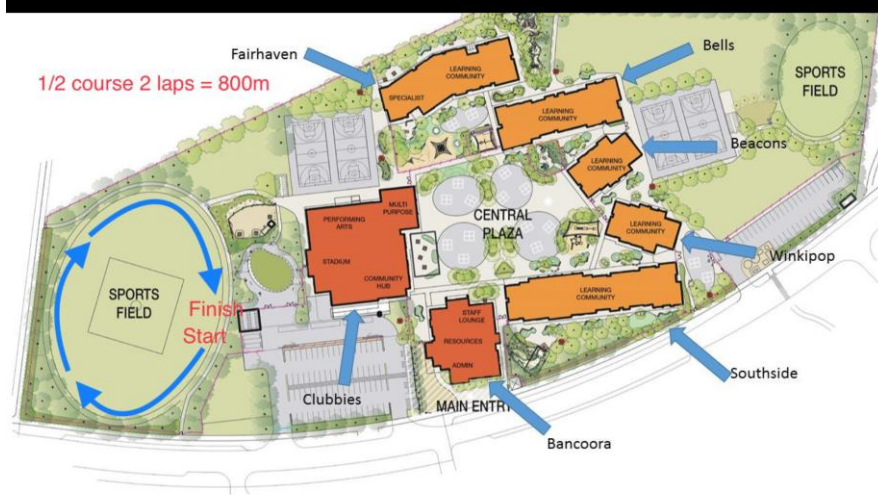 Fairhaven
Bells
1/2 course 2 laps = 800m
LEARNING
COMMUNITY
SPECIALIST
SPORTS
FIELD
LEARNING
COMMUNITY
Beacons
LEARNING
COMMUNITY
MULTI
PURPOSE
PERFORMING
ARTS
CENTRAL
PLAZA
LEARNING
COMMUNITY
Winkipop
STADIUM
COMMUNITY
HUB
SPORTS
FIELD
Finish
Start
LEARNING
COMMUNITY
STAFF
LOUNGE
RESOURCES
ADMIN
Southside
Clubbies
MAIN ENTRY
Bancoora